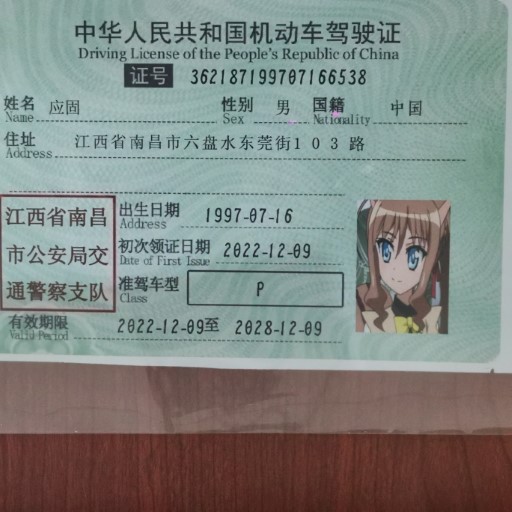 中华人民共和国机动车驾驶证
Driving License of the People's Republic of China
证号 362187199707166538
姓名 应固 性别 男 国籍 中国
Name Sex Nationality
住址 江西省南昌市六盘水东莞街103路
Address
江西省南昌
市公安局交
通警察支队
出生日期 1997-07-16
Address
初次领证日期 2022-12-09
Date of First Issue
准驾车型 P
Class
有效期限 2022-12-09至 2028-12-09
Valid Period